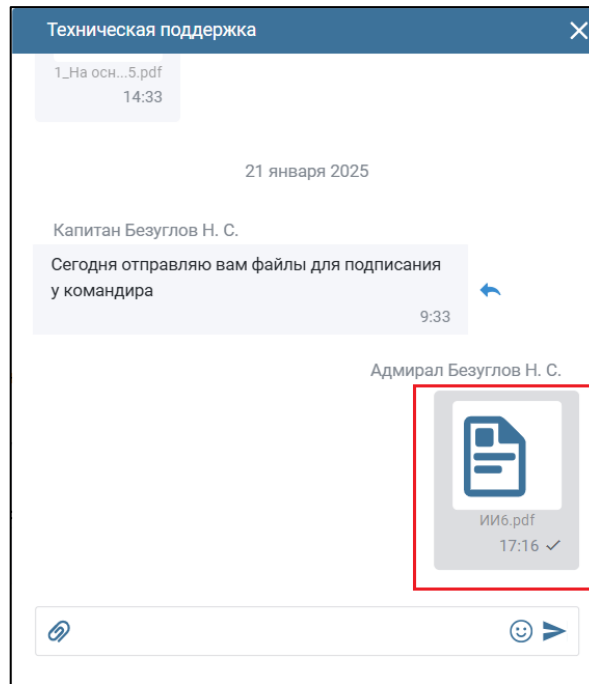 Техническая поддержка
1_На осн...5.pdf
14:33
21 января 2025
Капитан Безуглов Н. С.
Сегодня отправляю вам файлы для подписания
у командира
9:33
Адмирал Безуглов Н. С.
ИИ6.pdf
17:16